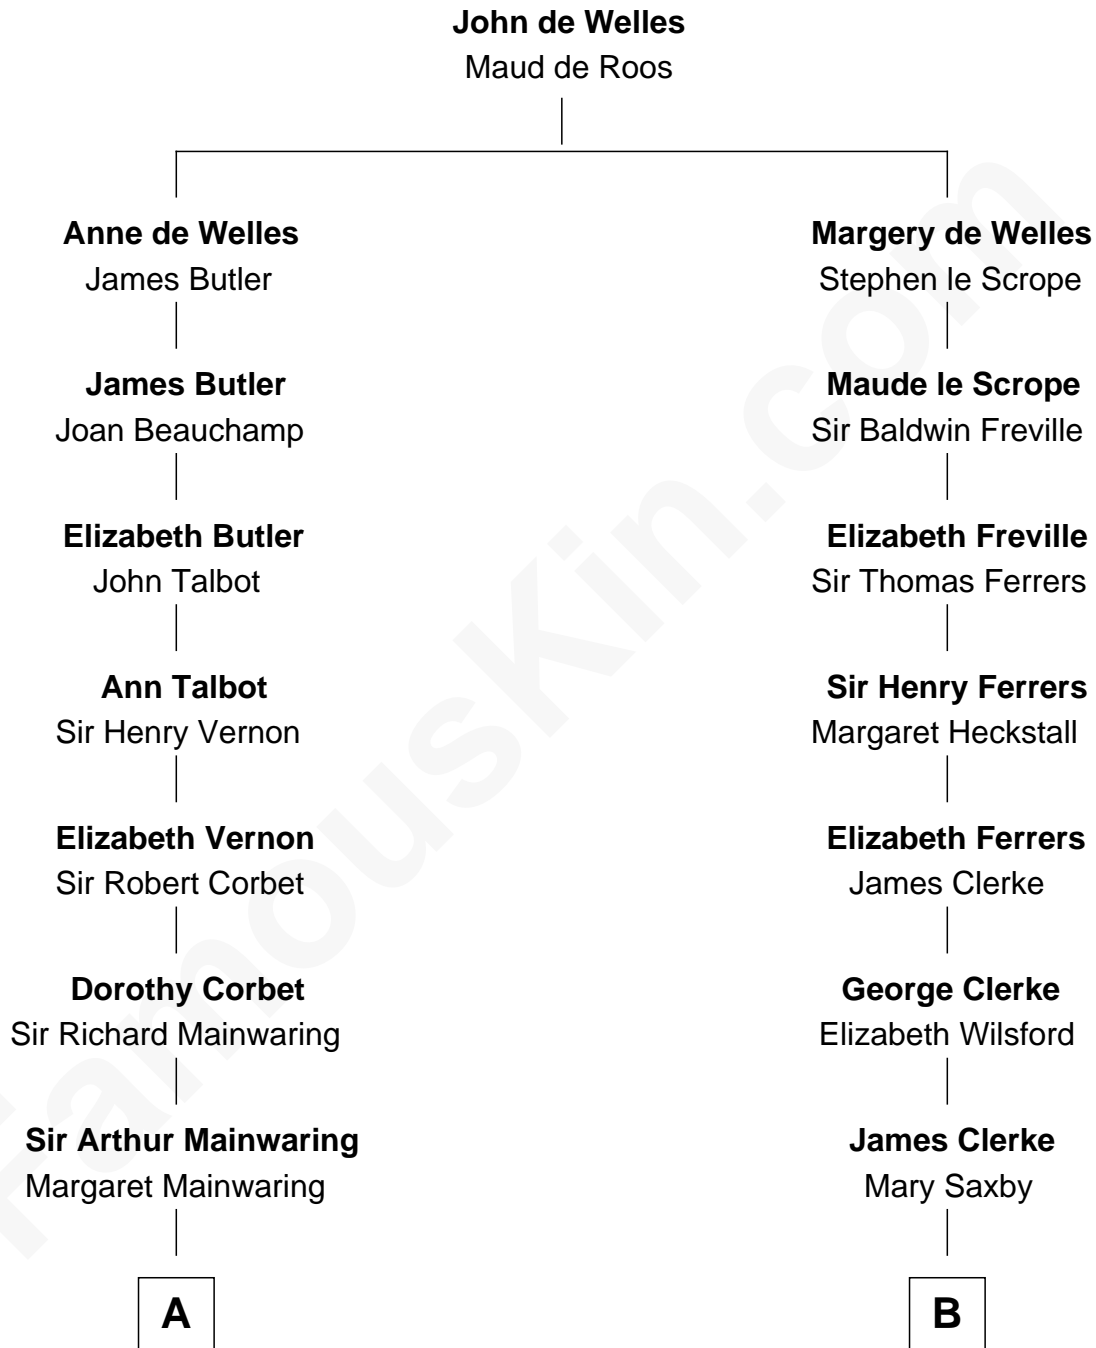 John de Welles
Maud de Roos
Anne de Welles
James Butler
Margery de Welles
Stephen le Scrope
James Butler
Joan Beauchamp
Maude le Scrope
Sir Baldwin Freville
Elizabeth Butler
John Talbot
Elizabeth Freville
Sir Thomas Ferrers
Ann Talbot
Sir Henry Vernon
Sir Henry Ferrers
Margaret Heckstall
Elizabeth Vernon
Sir Robert Corbet
Elizabeth Ferrers
James Clerke
Dorothy Corbet
Sir Richard Mainwaring
George Clerke
Elizabeth Wilsford
Sir Arthur Mainwaring
Margaret Mainwaring
James Clerke
Mary Saxby
A
B
FamousKin.com